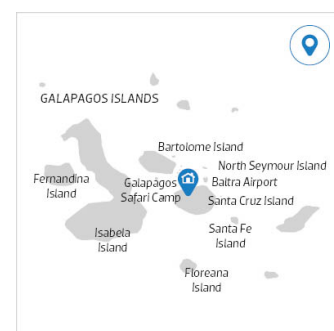 GALAPAGOS ISLANDS
Bartolome Island
North Seymour Island
Fernandina
Island
Galapagos
Safari Camp
Baltra Airport
Santa Cruz Island
Isabela
Island
Santa Fe
Island
Floreana
Island